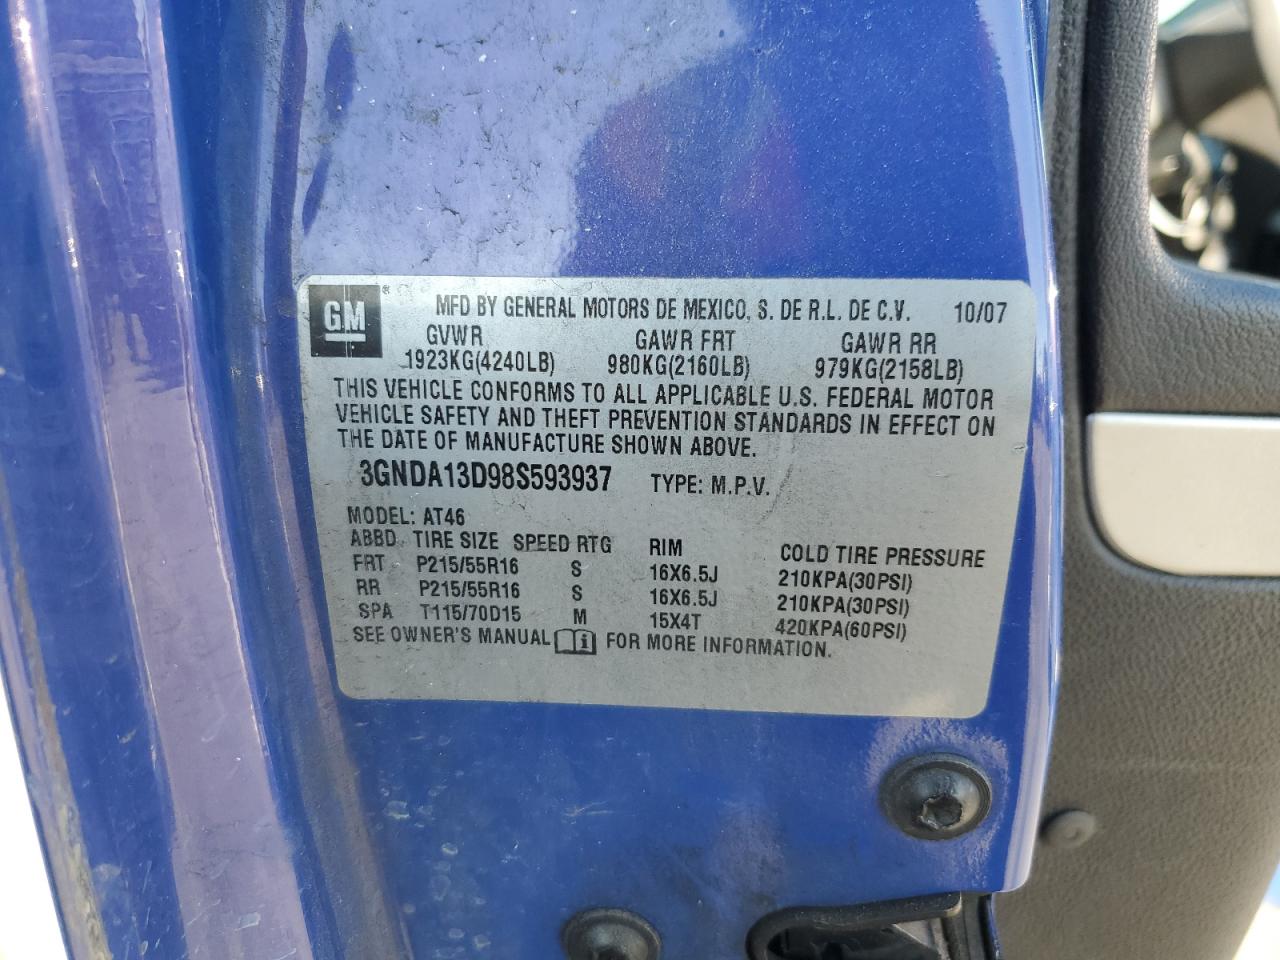 GM ® MFD BY GENERAL MOTORS DE MEXICO, S. DE R.L. DE C.V. 10/07
GVWR GAWR FRT GAWR RR
1923KG(4240LB) 980KG(2160LB) 979KG(2158LB)
THIS VEHICLE CONFORMS TO ALL APPLICABLE U.S. FEDERAL MOTOR
VEHICLE SAFETY AND THEFT PREVENTION STANDARDS IN EFFECT ON
THE DATE OF MANUFACTURE SHOWN ABOVE.
3GNDA13D98S593937 TYPE: M.P.V.
MODEL: AT46
ABBD TIRE SIZE SPEED RTG RIM COLD TIRE PRESSURE
FRT P215/55R16 S 16X6.5J 210KPA(30PSI)
RR P215/55R16 S 16X6.5J 210KPA(30PSI)
SPA T115/70D15 M 15X4T 420KPA(60PSI)
SEE OWNER'S MANUAL i FOR MORE INFORMATION.